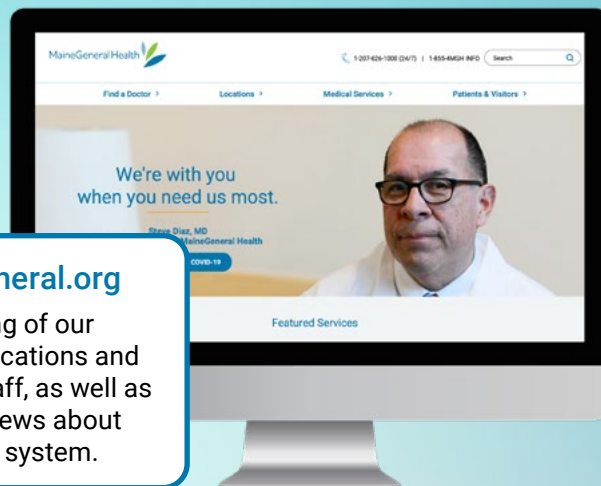 MaineGeneral Health
1-207-626-1000 (24/7) | 1-855-4MGH INFO
Search
Find a Doctor >
Locations >
Medical Services >
Patients & Visitors >
We're with you
when you need us most.
Steve Diaz, MD
MaineGeneral Health
COVID-19
Featured Services
neral.org
g of our
cations and
aff, as well as
ews about
system.